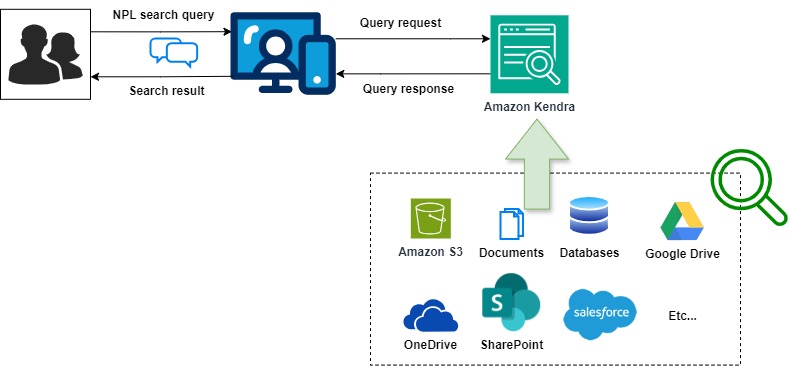 NPL search query
Search result
Query request
Query response
Amazon Kendra
Amazon S3
Documents
Databases
Google Drive
S
salesforce
OneDrive
SharePoint
Etc...